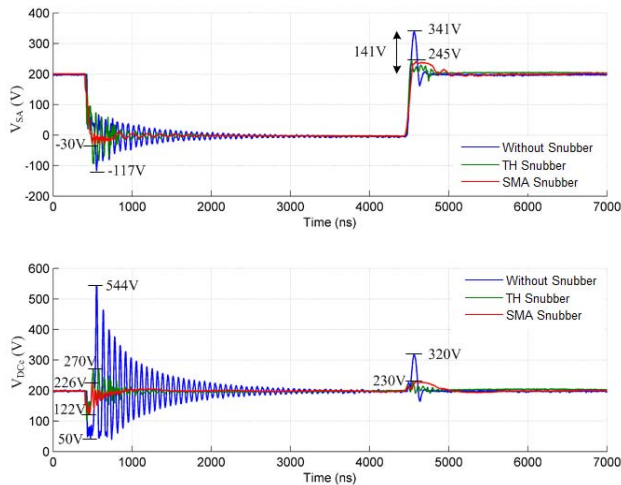 400
300
200
100
0
-100
-200
V_SA (V)
341V
141V
245V
-30V
-117V
Without Snubber
TH Snubber
SMA Snubber
0 1000 2000 3000 4000 5000 6000 7000
Time (ns)
600
500
400
300
200
100
0
V_DCe (V)
544V
270V
226V
122V
50V
320V
230V
Without Snubber
TH Snubber
SMA Snubber
0 1000 2000 3000 4000 5000 6000 7000
Time (ns)